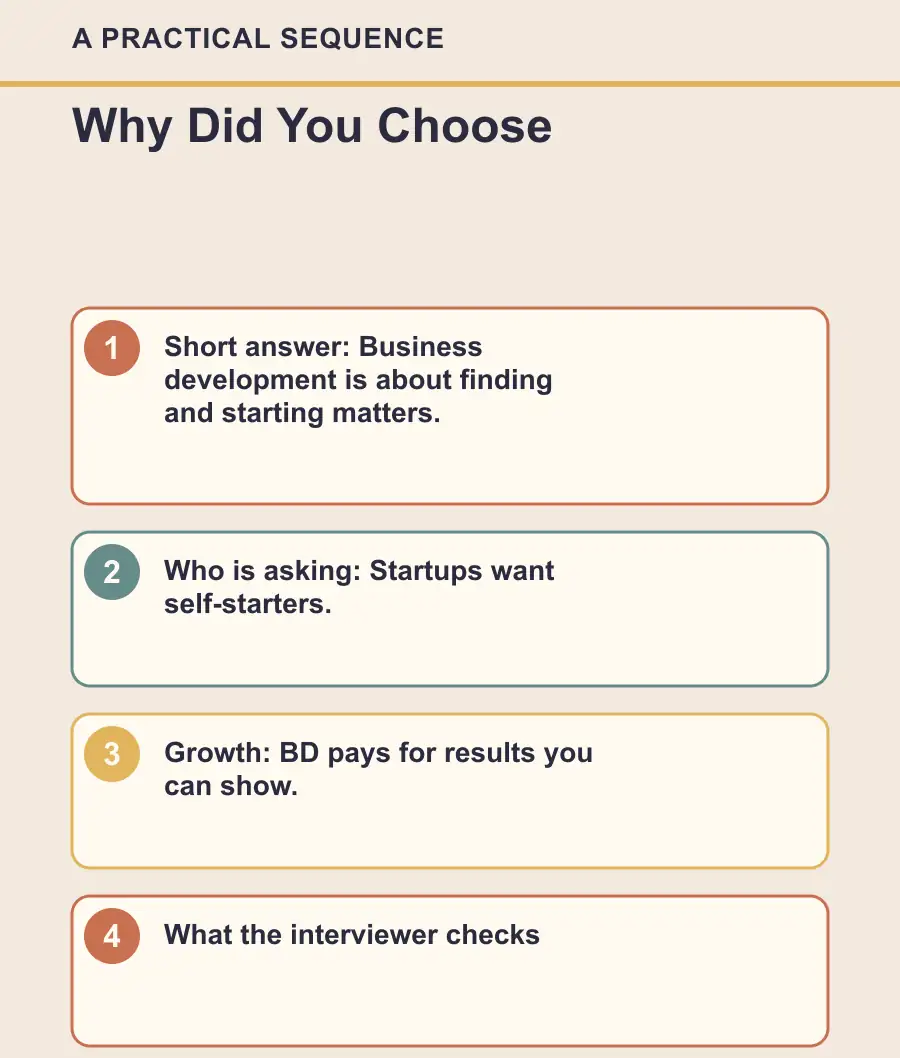 A PRACTICAL SEQUENCE
Why Did You Choose
1
Short answer: Business
development is about finding
and starting matters.
2
Who is asking: Startups want
self-starters.
3
Growth: BD pays for results you
can show.
4
What the interviewer checks